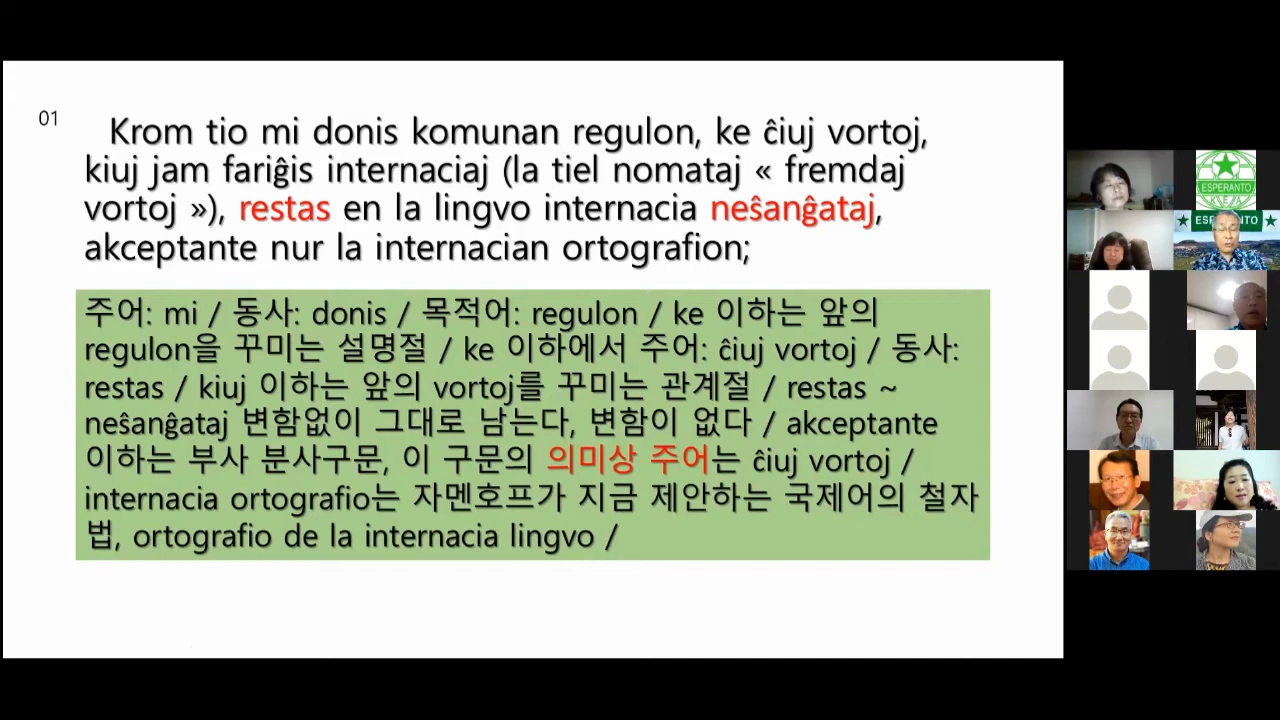 01
Krom tio mi donis komunan regulon, ke ĉiuj vortoj,
kiuj jam fariĝis internaciaj (la tiel nomataj « fremdaj
vortoj »), restas en la lingvo internacia neŝanĝataj,
akceptante nur la internacian ortografion;
주어: mi / 동사: donis / 목적어: regulon / ke 이하는 앞의
regulon을 꾸미는 설명절 / ke 이하에서 주어: ĉiuj vortoj / 동사:
restas / kiuj 이하는 앞의 vortoj를 꾸미는 관계절 / restas ~
neŝanĝataj 변함없이 그대로 남는다, 변함이 없다 / akceptante
이하는 부사 분사구문, 이 구문의 의미상 주어는 ĉiuj vortoj /
internacia ortografio는 자멘호프가 지금 제안하는 국제어의 철자
법, ortografio de la internacia lingvo /
ESPERANTO
K E A